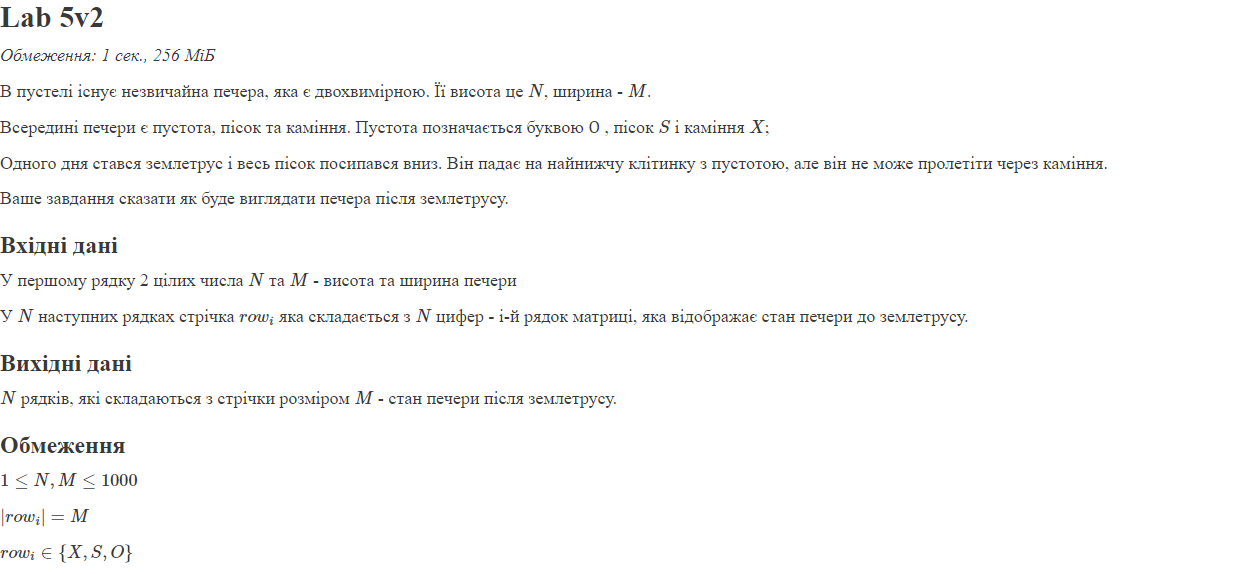 Lab 5v2
Обмеження: 1 сек., 256 МіБ
В пустелі існує незвичайна печера, яка є двохвимірною. Її висота це N, ширина - M.
Всередині печери є пустота, пісок та каміння. Пустота позначається буквою O , пісок S і каміння X;
Одного дня стався землетрус і весь пісок посипався вниз. Він падає на найнижчу клітинку з пустотою, але він не може пролетіти через каміння.
Ваше завдання сказати як буде виглядати печера після землетрусу.
Вхідні дані
У першому рядку 2 цілих числа N та M - висота та ширина печери
У N наступних рядках стрічка row_i яка складається з N цифер - i-й рядок матриці, яка відображає стан печери до землетрусу.
Вихідні дані
N рядків, які складаються з стрічки розміром M - стан печери після землетрусу.
Обмеження
1 ≤ N, M ≤ 1000
|row_i| = M
row_i ∈ {X, S, O}